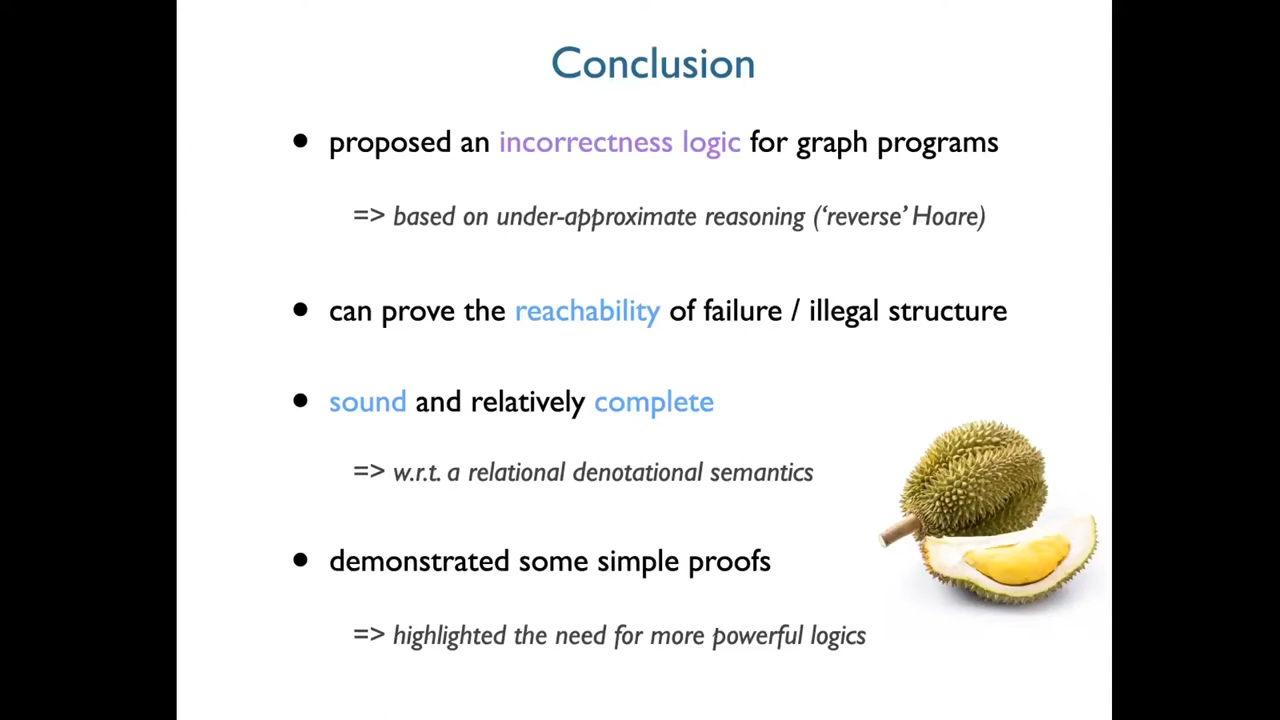 Conclusion
• proposed an incorrectness logic for graph programs
=> based on under-approximate reasoning (‘reverse’ Hoare)
• can prove the reachability of failure / illegal structure
• sound and relatively complete
=> w.r.t. a relational denotational semantics
• demonstrated some simple proofs
=> highlighted the need for more powerful logics